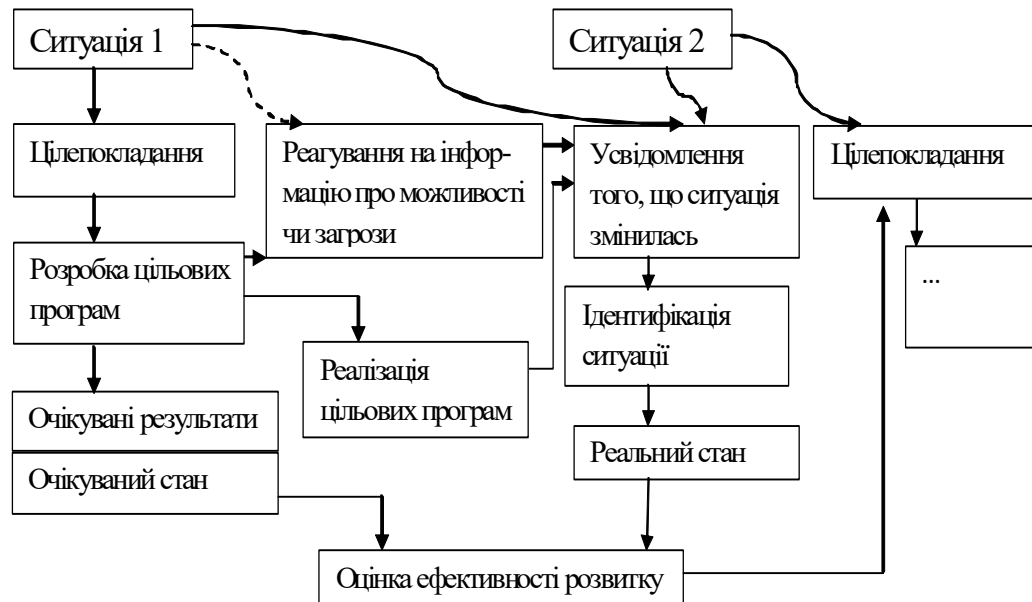 Ситуація 1
Ситуація 2
Цілепокладання
Реагування на інфор-
мацію про можливості
чи загрози
Усвідомлення
того, що ситуація
змінилась
Цілепокладання
Розробка цільових
програм
...
Ідентифікація
ситуації
Реалізація
цільових програм
Очікувані результати
Очікуваний стан
Реальний стан
Оцінка ефективності розвитку